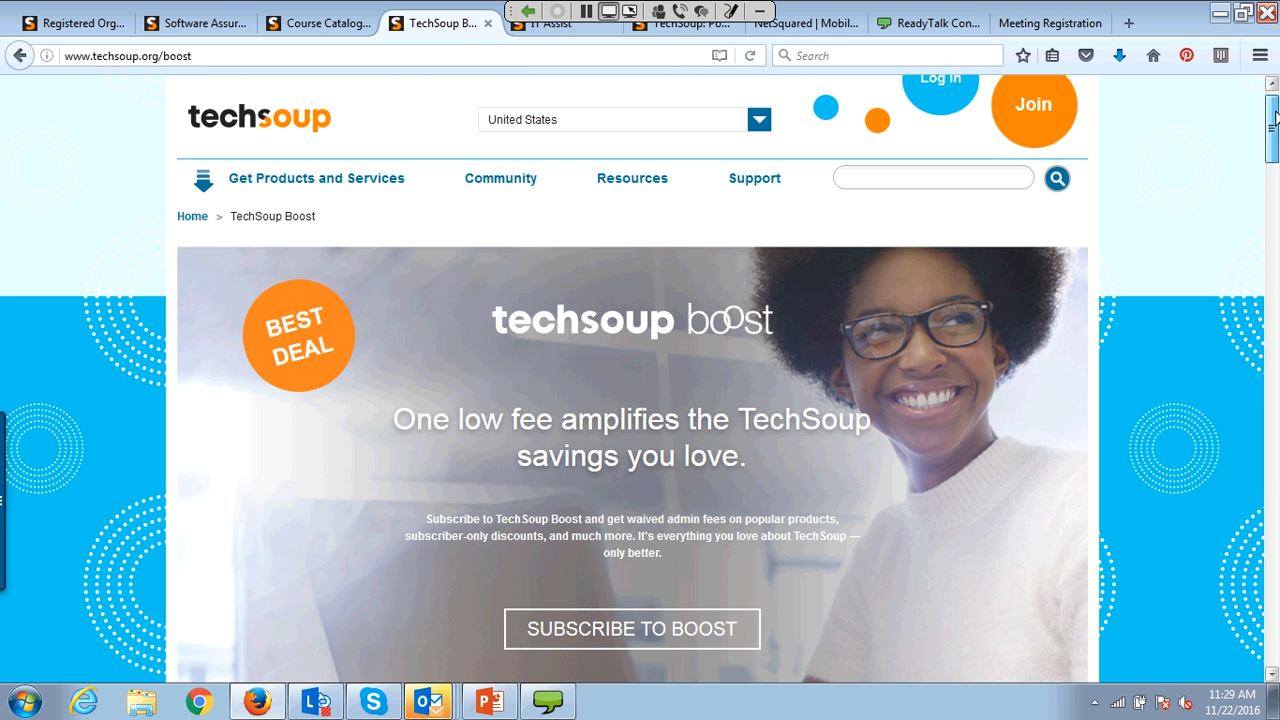 Registered Org...
Software Assur...
Course Catalog...
TechSoup B...
IT Assist
TechSoup: Po...
NetSquared | Mobil...
ReadyTalk Con...
Meeting Registration
www.techsoup.org/boost
Search
techsoup
United States
Log In
Join
Get Products and Services
Community
Resources
Support
Home > TechSoup Boost
BEST
DEAL
techsoup boost
One low fee amplifies the TechSoup
savings you love.
Subscribe to TechSoup Boost and get waived admin fees on popular products,
subscriber-only discounts, and much more. It's everything you love about TechSoup —
only better.
SUBSCRIBE TO BOOST
11:29 AM
11/22/2016